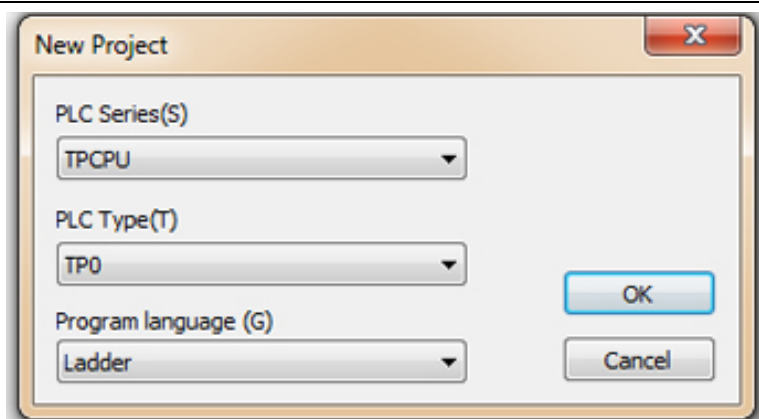 New Project
PLC Series(S)
TPCPU
PLC Type(T)
TP0
OK
Program language (G)
Ladder
Cancel